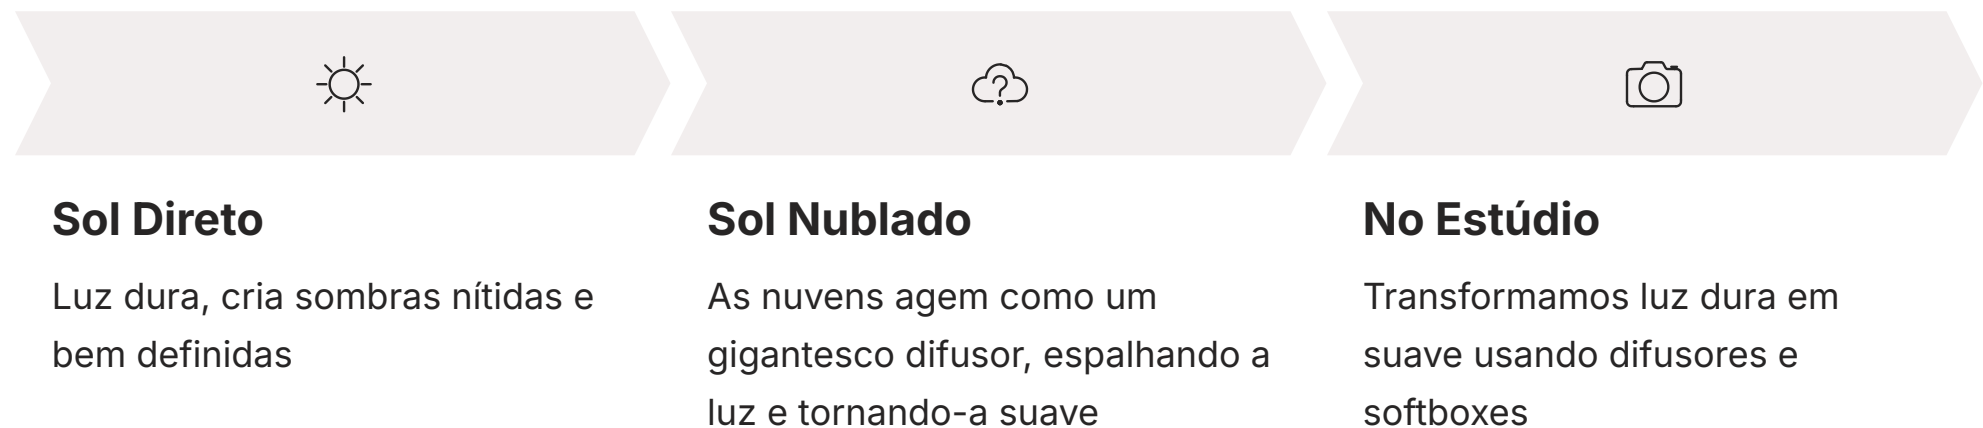 Sol Direto
Luz dura, cria sombras nítidas e
bem definidas
Sol Nublado
As nuvens agem como um
gigantesco difusor, espalhando a
luz e tornando-a suave
No Estúdio
Transformamos luz dura em
suave usando difusores e
softboxes